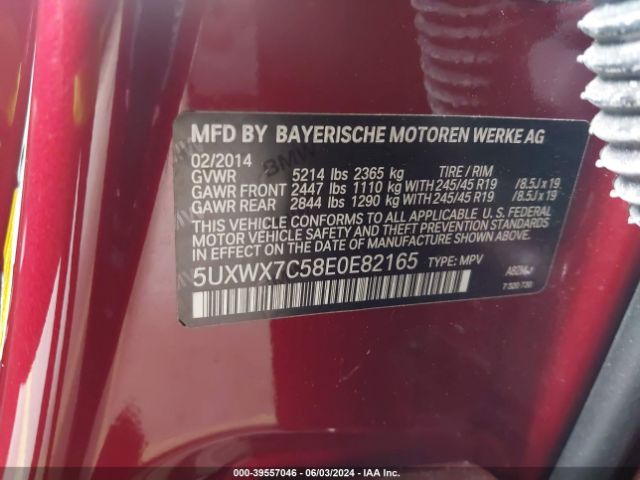 MFD BY BAYERISCHE MOTOREN WERKE AG
02/2014
GVWR 5214 lbs 2365 kg TIRE / RIM
GAWR FRONT 2447 lbs 1110 kg WITH 245/45 R19 /8.5J x 19
GAWR REAR 2844 lbs 1290 kg WITH 245/45 R19 /8.5J x 19
THIS VEHICLE CONFORMS TO ALL APPLICABLE U. S. FEDERAL
MOTOR VEHICLE SAFETY AND THEFT PREVENTION STANDARDS
IN EFFECT ON THE DATE OF MANUFACTURE SHOWN ABOVE.
5UXWX7C58E0E82165 TYPE: MPV
7 520 730
000-39557046 - 06/03/2024 - IAA Inc.